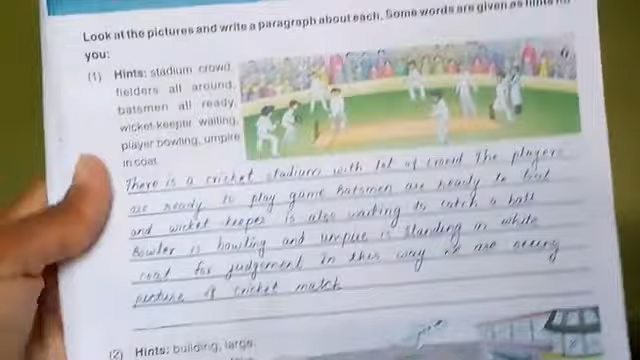 Look at the pictures and write a paragraph about each. Some words are given as hints for
you:
(1) Hints: stadium crowd,
fielders all around,
batsmen all ready,
wicket-keeper waiting,
player bowling, umpire
in coat.
There is a cricket stadium with lot of crowd The players
are ready to play game batsmen are ready to bat
and wicket keeper is also waiting to catch a ball
Bowler is bowling and umpire is standing in white
coat for judgement In this way are seeing
picture of cricket match
(2) Hints: building, large